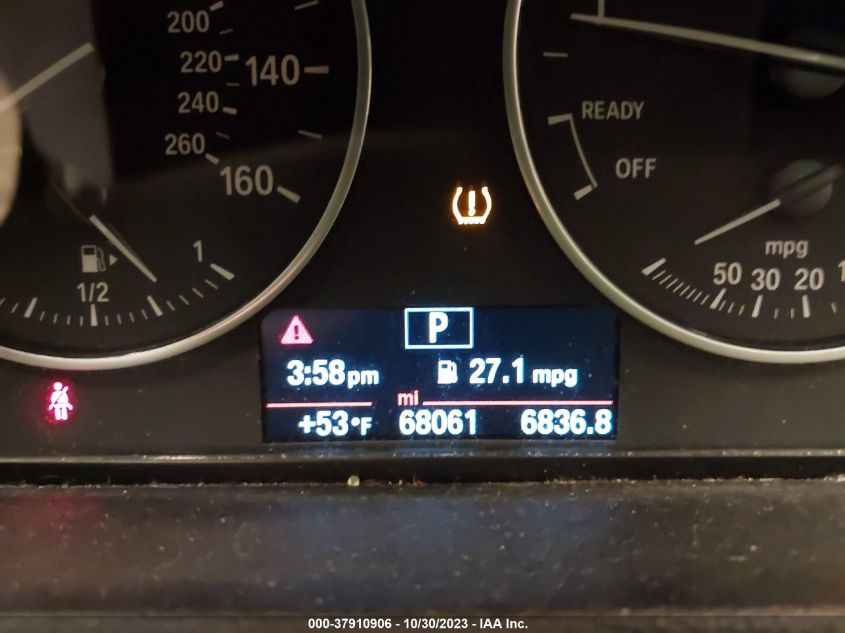 200
220 140
240
260
160
READY
OFF
1
1/2
mpg
50 30 20
P
3:58pm 27.1 mpg
mi
+53°F 68061 6836.8
000-37910906 - 10/30/2023 - IAA Inc.